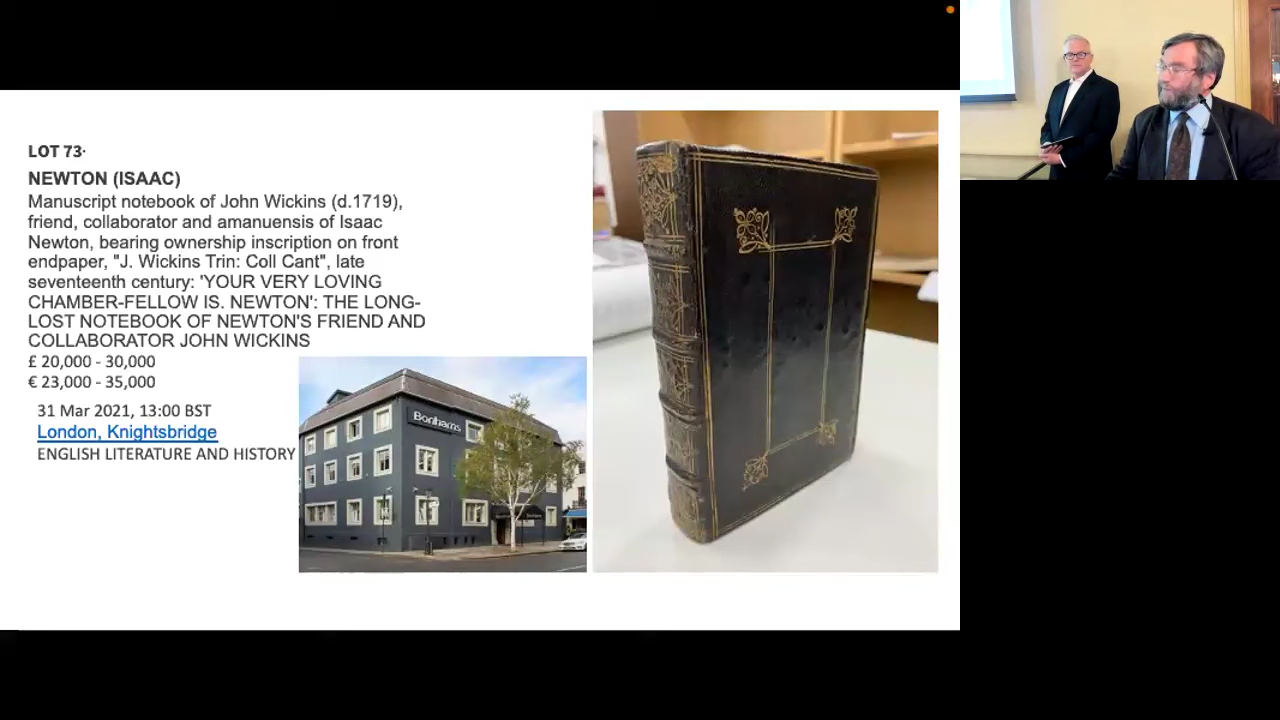 LOT 73·
NEWTON (ISAAC)
Manuscript notebook of John Wickins (d.1719),
friend, collaborator and amanuensis of Isaac
Newton, bearing ownership inscription on front
endpaper, "J. Wickins Trin: Coll Cant", late
seventeenth century: 'YOUR VERY LOVING
CHAMBER-FELLOW IS. NEWTON': THE LONG-
LOST NOTEBOOK OF NEWTON'S FRIEND AND
COLLABORATOR JOHN WICKINS
£ 20,000 - 30,000
€ 23,000 - 35,000
31 Mar 2021, 13:00 BST
London, Knightsbridge
ENGLISH LITERATURE AND HISTORY
Bonhams